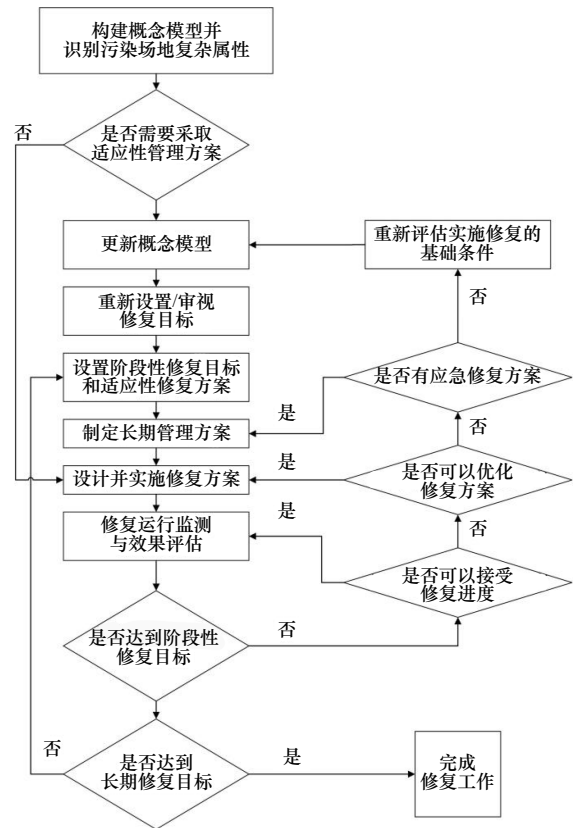 构建概念模型并
识别污染场地复杂属性
否
是否需要采取
适应性管理方案
更新概念模型
重新评估实施修复的
基础条件
重新设置/审视
修复目标
否
设置阶段性修复目标
和适应性修复方案
是否有应急修复方案
是
制定长期管理方案
否
设计并实施修复方案
是
是否可以优化
修复方案
修复运行监测
与效果评估
是
否
是否可以接受
修复进度
是否达到阶段性
修复目标
否
否
是否达到
长期修复目标
是
完成
修复工作